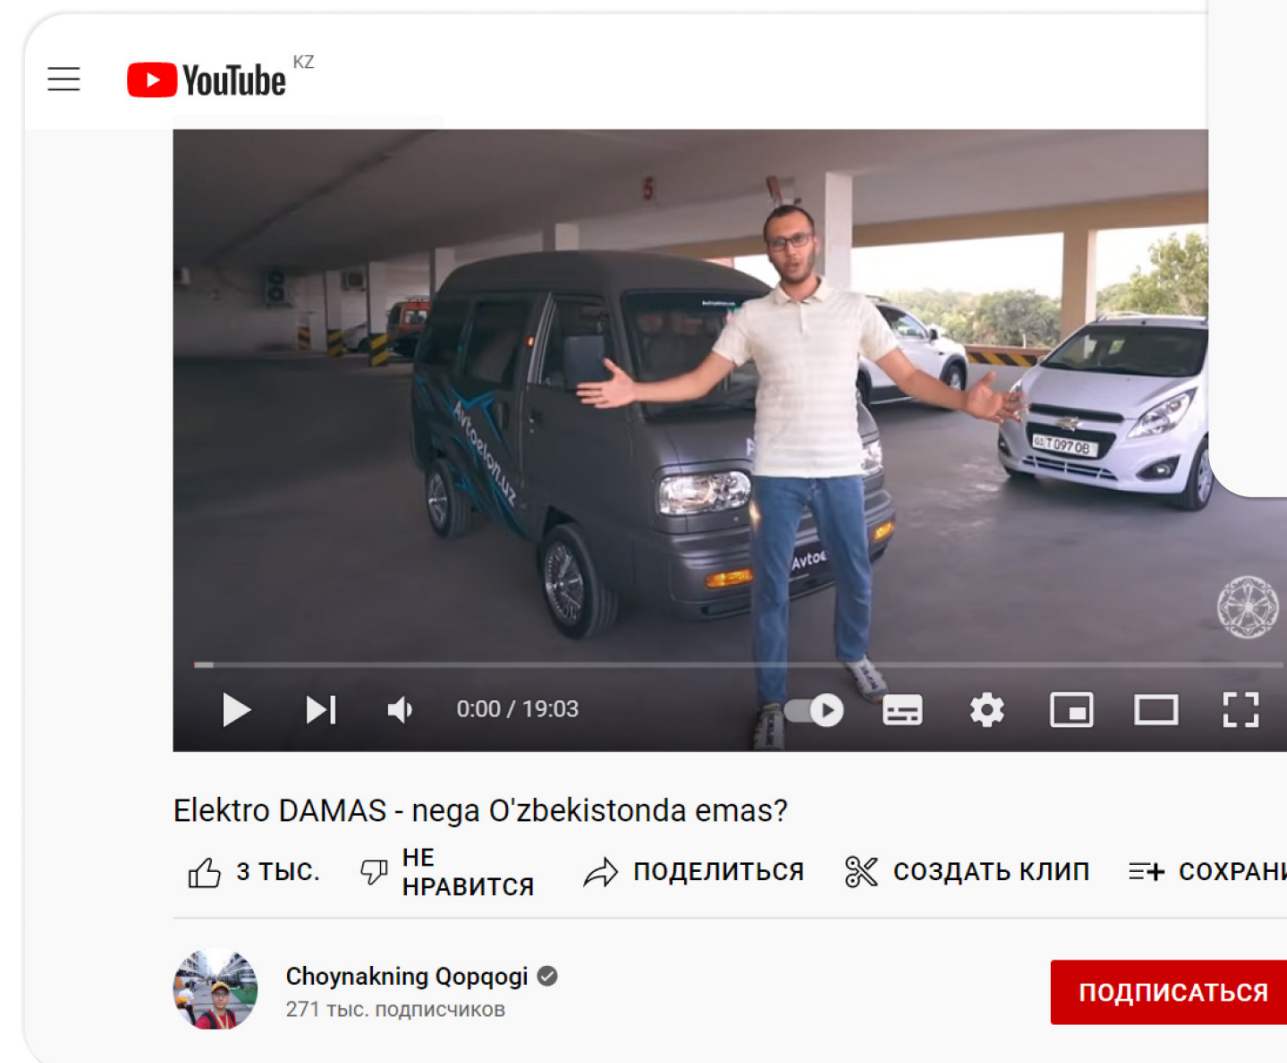 YouTube KZ
5
Avtoelon.uz
01 T 097 OB
Avtoe
0:00 / 19:03
Elektro DAMAS - nega O'zbekistonda emas?
3 ТЫС.
НЕ
НРАВИТСЯ
ПОДЕЛИТЬСЯ
СОЗДАТЬ КЛИП
СОХРАНИ
Choynakning Qopqogi
271 тыс. подписчиков
ПОДПИСАТЬСЯ